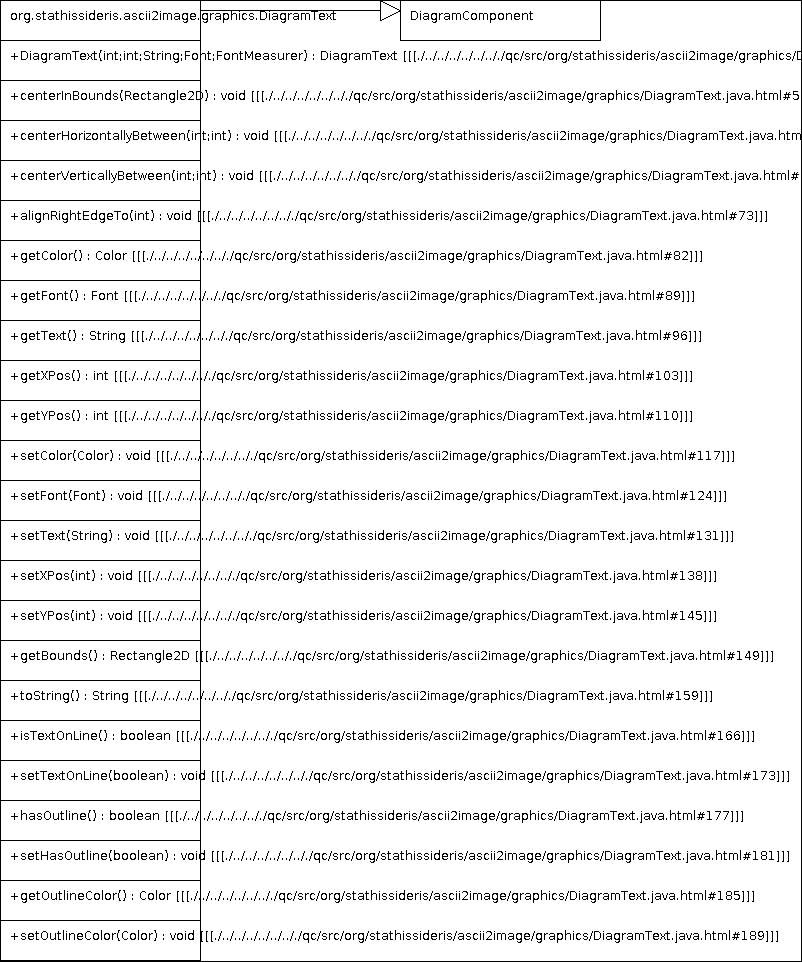 org.stathissideris.ascii2image.graphics.DiagramText
DiagramComponent
+DiagramText(int;int;String;Font;FontMeasurer) : DiagramText [[[./../../../../../../qc/src/org/stathissideris/ascii2image/graphics/D
+centerInBounds(Rectangle2D) : void [[[./../../../../../../qc/src/org/stathissideris/ascii2image/graphics/DiagramText.java.html#5
+centerHorizontallyBetween(int;int) : void [[[./../../../../../../qc/src/org/stathissideris/ascii2image/graphics/DiagramText.java.htm
+centerVerticallyBetween(int;int) : void [[[./../../../../../../qc/src/org/stathissideris/ascii2image/graphics/DiagramText.java.html#
+alignRightEdgeTo(int) : void [[[./../../../../../../qc/src/org/stathissideris/ascii2image/graphics/DiagramText.java.html#73]]]
+getColor() : Color [[[./../../../../../../qc/src/org/stathissideris/ascii2image/graphics/DiagramText.java.html#82]]]
+getFont() : Font [[[./../../../../../../qc/src/org/stathissideris/ascii2image/graphics/DiagramText.java.html#89]]]
+getText() : String [[[./../../../../../../qc/src/org/stathissideris/ascii2image/graphics/DiagramText.java.html#96]]]
+getXPos() : int [[[./../../../../../../qc/src/org/stathissideris/ascii2image/graphics/DiagramText.java.html#103]]]
+getYPos() : int [[[./../../../../../../qc/src/org/stathissideris/ascii2image/graphics/DiagramText.java.html#110]]]
+setColor(Color) : void [[[./../../../../../../qc/src/org/stathissideris/ascii2image/graphics/DiagramText.java.html#117]]]
+setFont(Font) : void [[[./../../../../../../qc/src/org/stathissideris/ascii2image/graphics/DiagramText.java.html#124]]]
+setText(String) : void [[[./../../../../../../qc/src/org/stathissideris/ascii2image/graphics/DiagramText.java.html#131]]]
+setXPos(int) : void [[[./../../../../../../qc/src/org/stathissideris/ascii2image/graphics/DiagramText.java.html#138]]]
+setYPos(int) : void [[[./../../../../../../qc/src/org/stathissideris/ascii2image/graphics/DiagramText.java.html#145]]]
+getBounds() : Rectangle2D [[[./../../../../../../qc/src/org/stathissideris/ascii2image/graphics/DiagramText.java.html#149]]]
+toString() : String [[[./../../../../../../qc/src/org/stathissideris/ascii2image/graphics/DiagramText.java.html#159]]]
+isTextOnLine() : boolean [[[./../../../../../../qc/src/org/stathissideris/ascii2image/graphics/DiagramText.java.html#166]]]
+setTextOnLine(boolean) : void [[[./../../../../../../qc/src/org/stathissideris/ascii2image/graphics/DiagramText.java.html#173]]]
+hasOutline() : boolean [[[./../../../../../../qc/src/org/stathissideris/ascii2image/graphics/DiagramText.java.html#177]]]
+setHasOutline(boolean) : void [[[./../../../../../../qc/src/org/stathissideris/ascii2image/graphics/DiagramText.java.html#181]]]
+getOutlineColor() : Color [[[./../../../../../../qc/src/org/stathissideris/ascii2image/graphics/DiagramText.java.html#185]]]
+setOutlineColor(Color) : void [[[./../../../../../../qc/src/org/stathissideris/ascii2image/graphics/DiagramText.java.html#189]]]